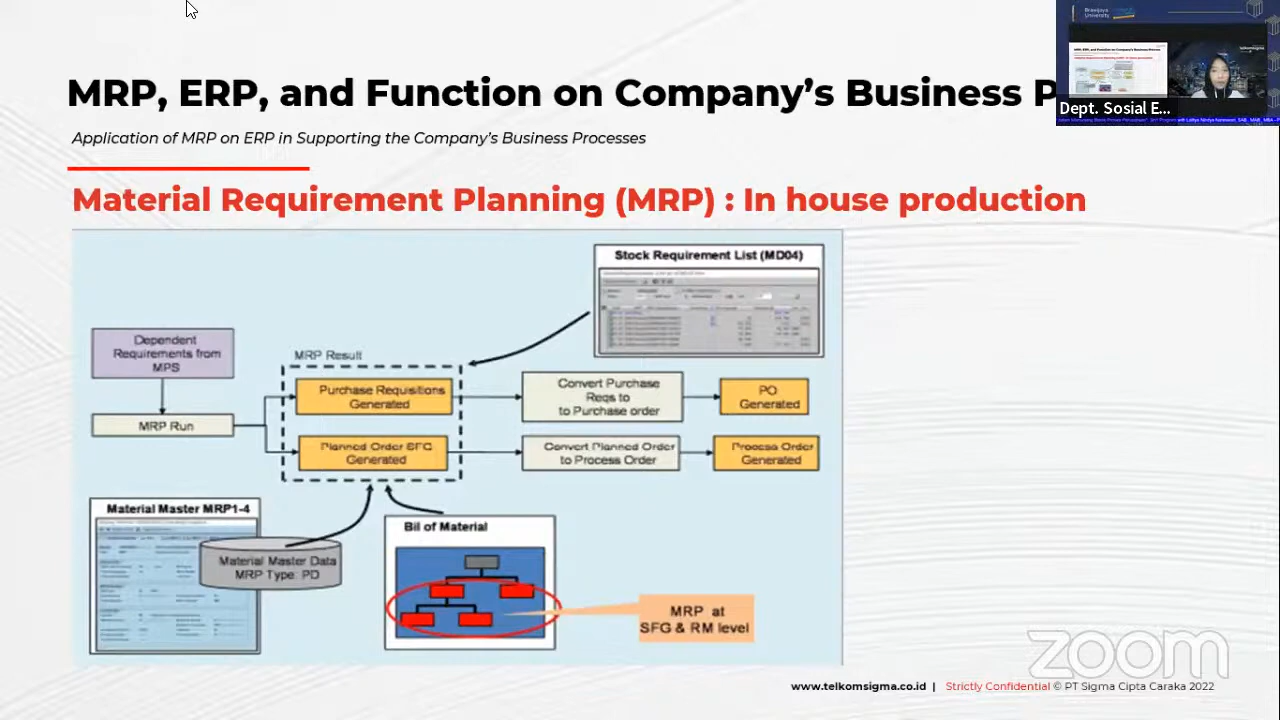 MRP, ERP, and Function on Company's Business P
Application of MRP on ERP in Supporting the Company's Business Processes
Brawijaya
University
Dept. Sosial E...
Material Requirement Planning (MRP) : In house production
Stock Requirement List (MD04)
Dependent
Requirements from
MPS
MRP Run
MRP Result
Purchase Requisitions
Generated
Convert Purchase
Reqs to
to Purchase order
PO
Generated
Planned Order SFG
Generated
Convert Planned Order
to Process Order
Process Order
Generated
Material Master MRP1-4
Material Master Data
MRP Type: PD
Bil of Material
MRP at
SFG & RM level
zoom
www.telkomsigma.co.id | Strictly Confidential © PT Sigma Cipta Caraka 2022